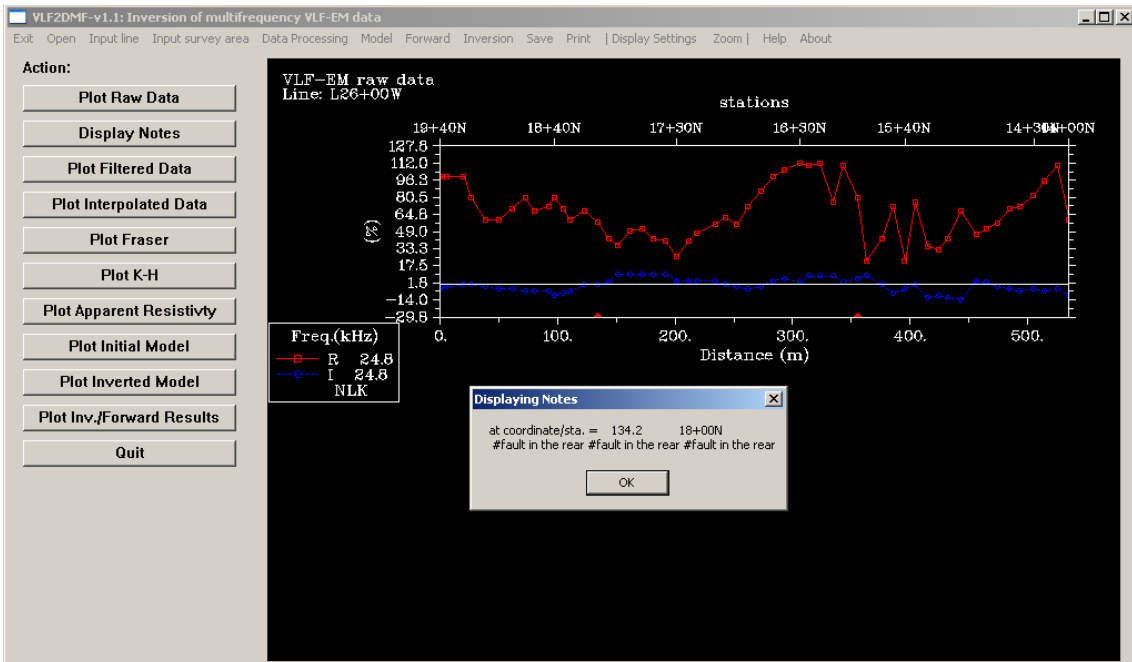 VLF2DMF-v1.1: Inversion of multifrequency VLF-EM data
Exit Open Input line Input survey area Data Processing Model Forward Inversion Save Print | Display Settings Zoom | Help About
Action:
Plot Raw Data
Display Notes
Plot Filtered Data
Plot Interpolated Data
Plot Fraser
Plot K-H
Plot Apparent Resistivty
Plot Initial Model
Plot Inverted Model
Plot Inv./Forward Results
Quit
VLF-EM raw data
Line: L26+00W
stations
19+40N 18+40N 17+30N 16+30N 15+40N 14+30N +00N
127.8
112.0
96.3
80.5
64.8
49.0
33.3
17.5
1.8
-14.0
-29.8
(%)
0. 100. 200. 300. 400. 500.
Distance (m)
Freq.(kHz)
R 24.8
I 24.8
NLK
Displaying Notes
at coordinate/sta. = 134.2 18+00N
#fault in the rear #fault in the rear #fault in the rear
OK